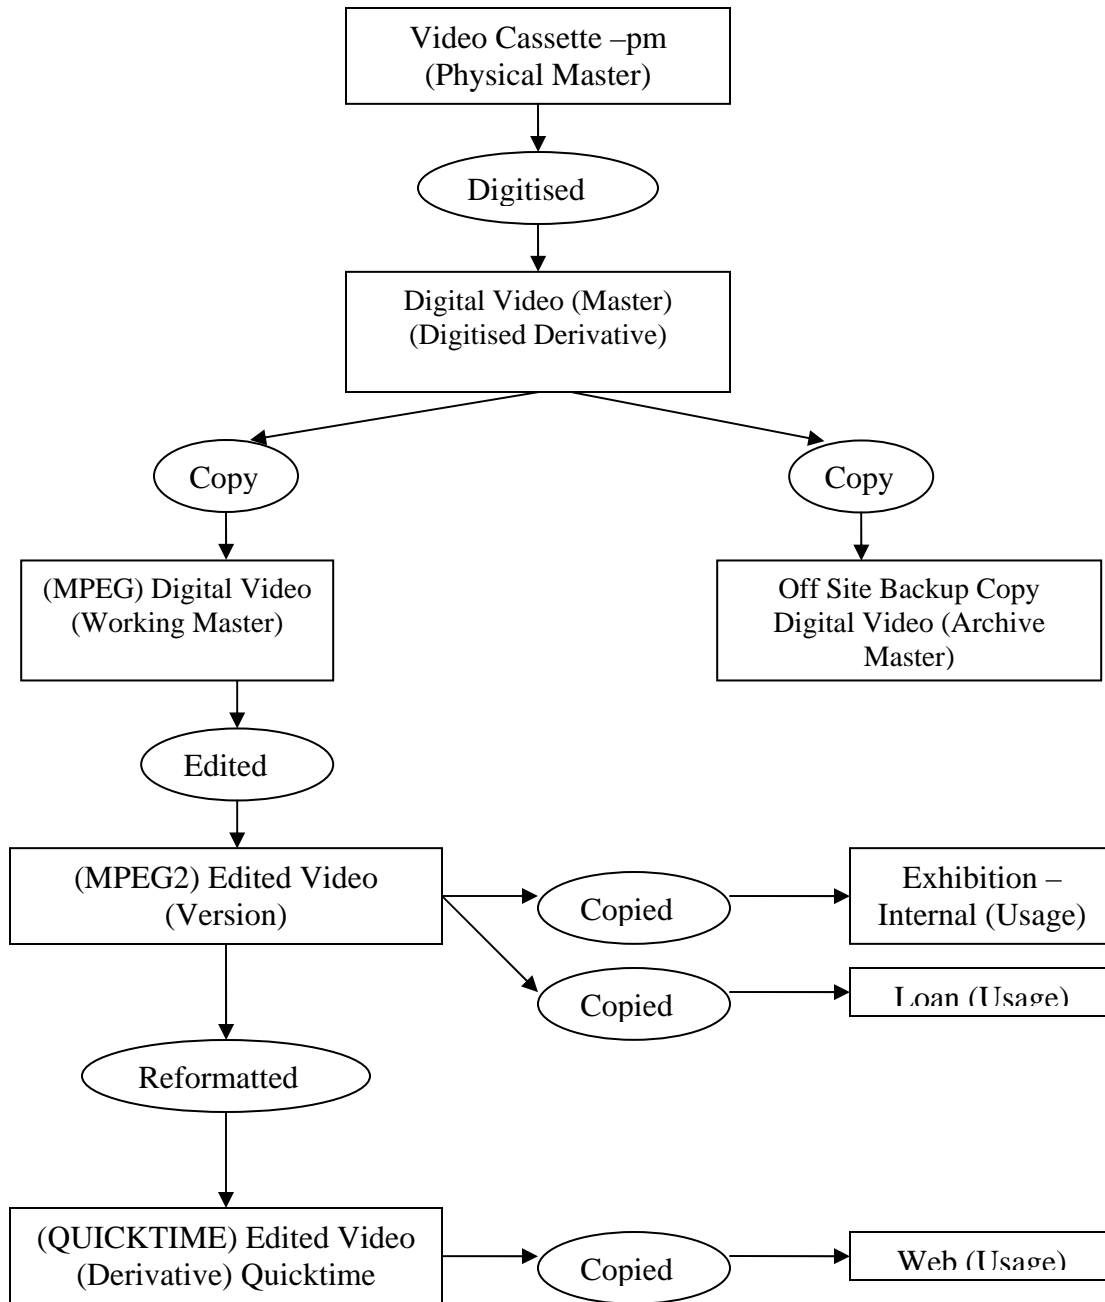 Video Cassette –pm
(Physical Master)
Digitised
Digital Video (Master)
(Digitised Derivative)
Copy
Copy
(MPEG) Digital Video
(Working Master)
Off Site Backup Copy
Digital Video (Archive
Master)
Edited
(MPEG2) Edited Video
(Version)
Copied
Exhibition –
Internal (Usage)
Copied
Loan (Usage)
Reformatted
(QUICKTIME) Edited Video
(Derivative) Quicktime
Copied
Web (Usage)